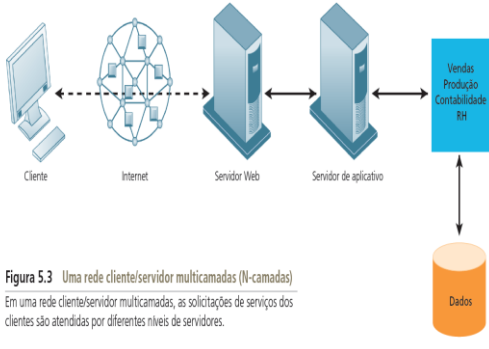 Vendas
Produção
Contabilidade
RH
Cliente
Internet
Servidor Web
Servidor de aplicativo
Dados
Figura 5.3 Uma rede cliente/servidor multicamadas (N-camadas)
Em uma rede cliente/servidor multicamadas, as solicitações de serviços dos
clientes são atendidas por diferentes níveis de servidores.